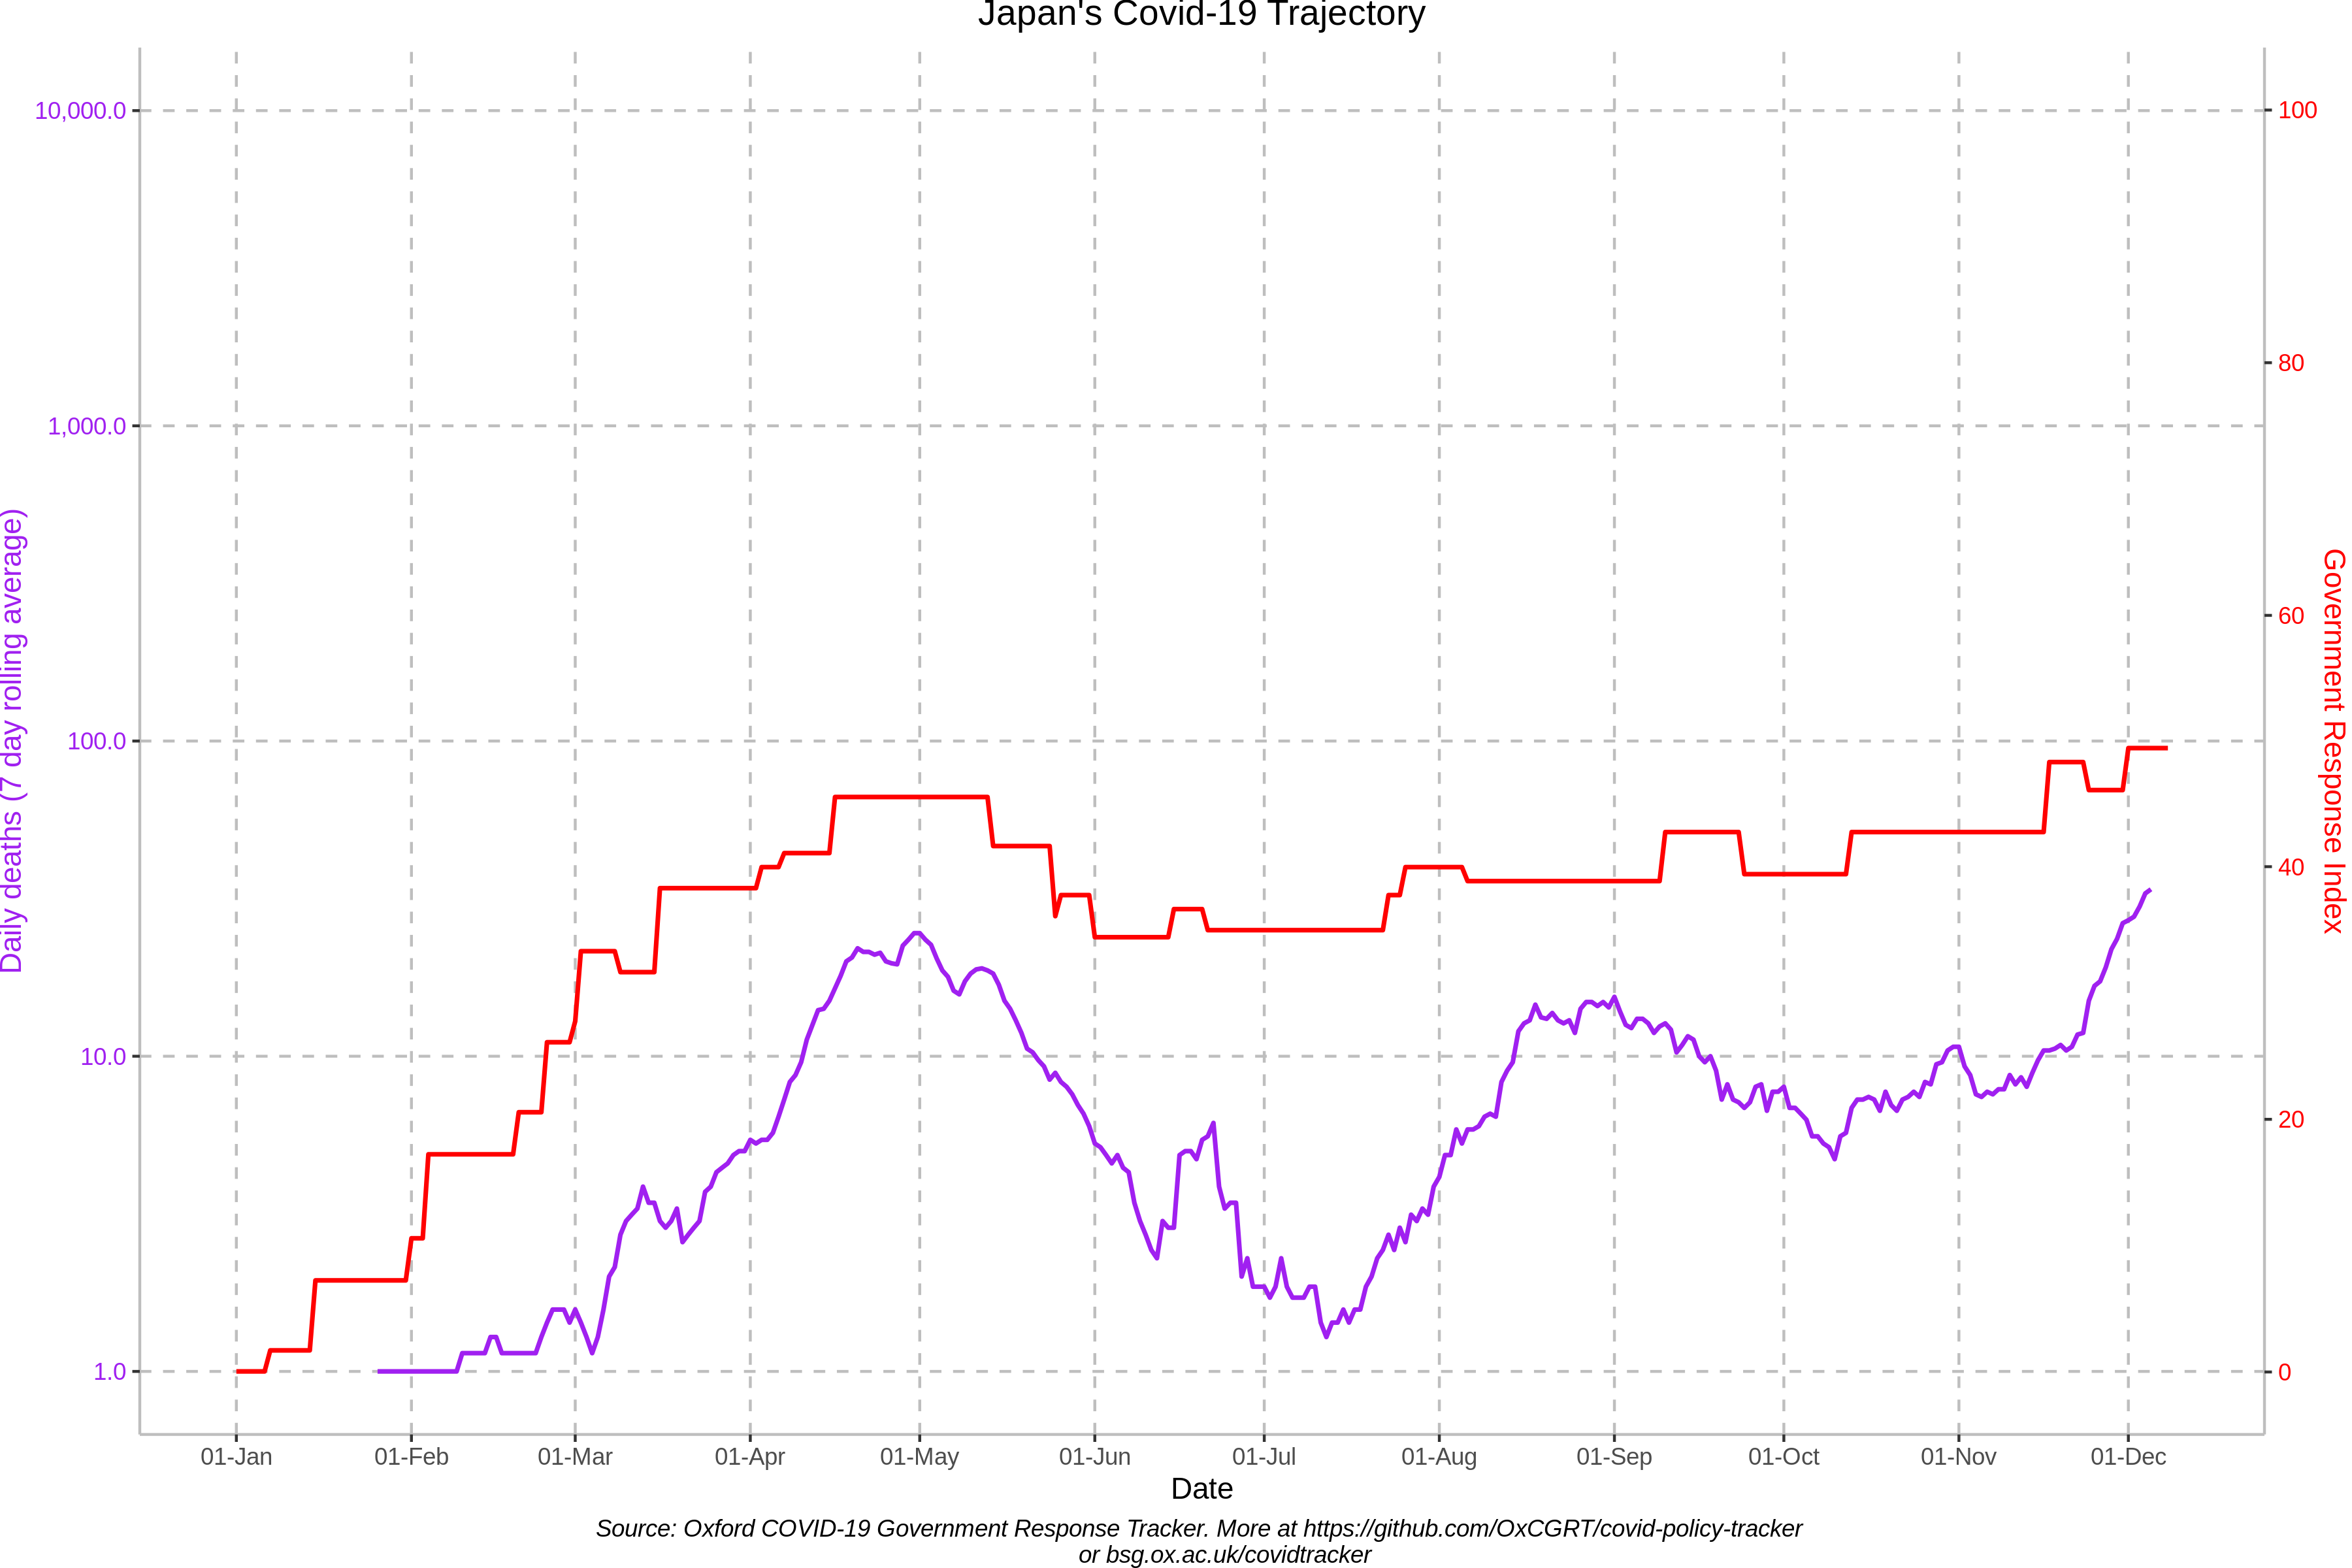 Japan's Covid-19 Trajectory
10,000.0
1,000.0
100.0
10.0
1.0
Daily deaths (7 day rolling average)
100
80
60
40
20
0
Government Response Index
01-Jan
01-Feb
01-Mar
01-Apr
01-May
01-Jun
01-Jul
01-Aug
01-Sep
01-Oct
01-Nov
01-Dec
Date
Source: Oxford COVID-19 Government Response Tracker. More at https://github.com/OxCGRT/covid-policy-tracker
or bsg.ox.ac.uk/covidtracker